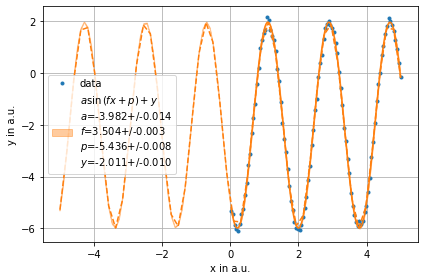 2
0
−2
−4
−6
y in a.u.
data
a sin(fx + p) + y
a=-3.982+/-0.014
f=3.504+/-0.003
p=-5.436+/-0.008
y=-2.011+/-0.010
−4 −2 0 2 4
x in a.u.